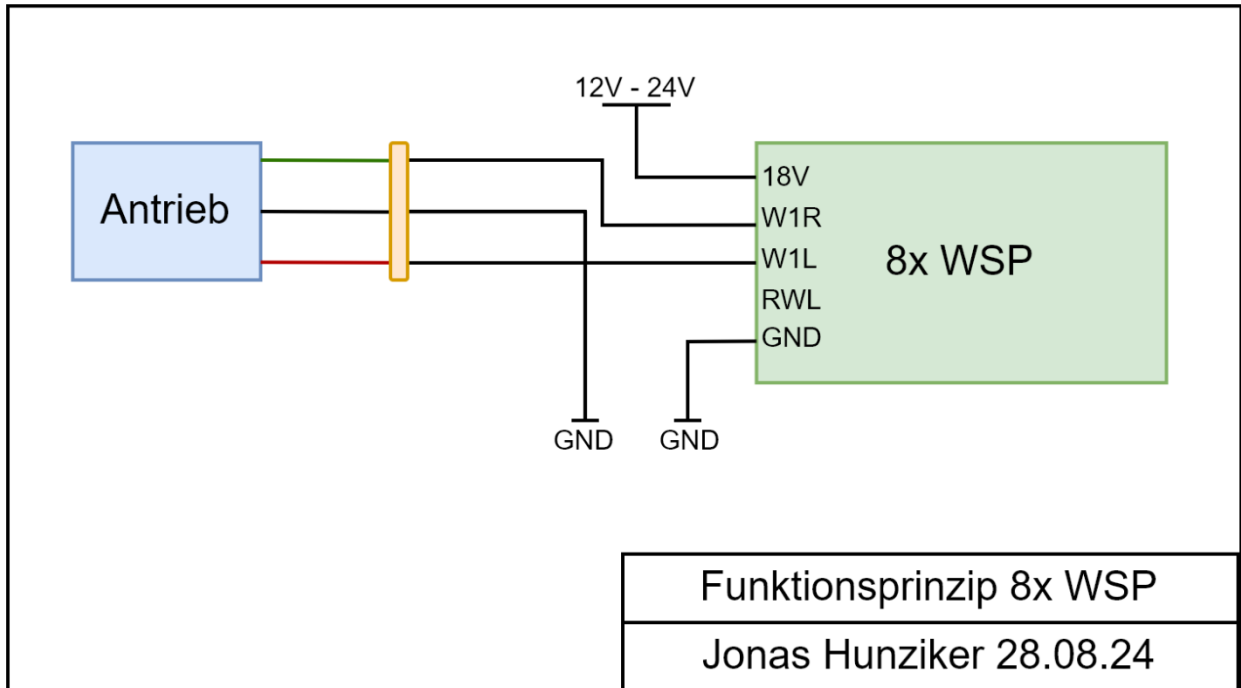 12V - 24V
Antrieb
18V
W1R
W1L
8x WSP
RWL
GND
GND
GND
Funktionsprinzip 8x WSP
Jonas Hunziker 28.08.24